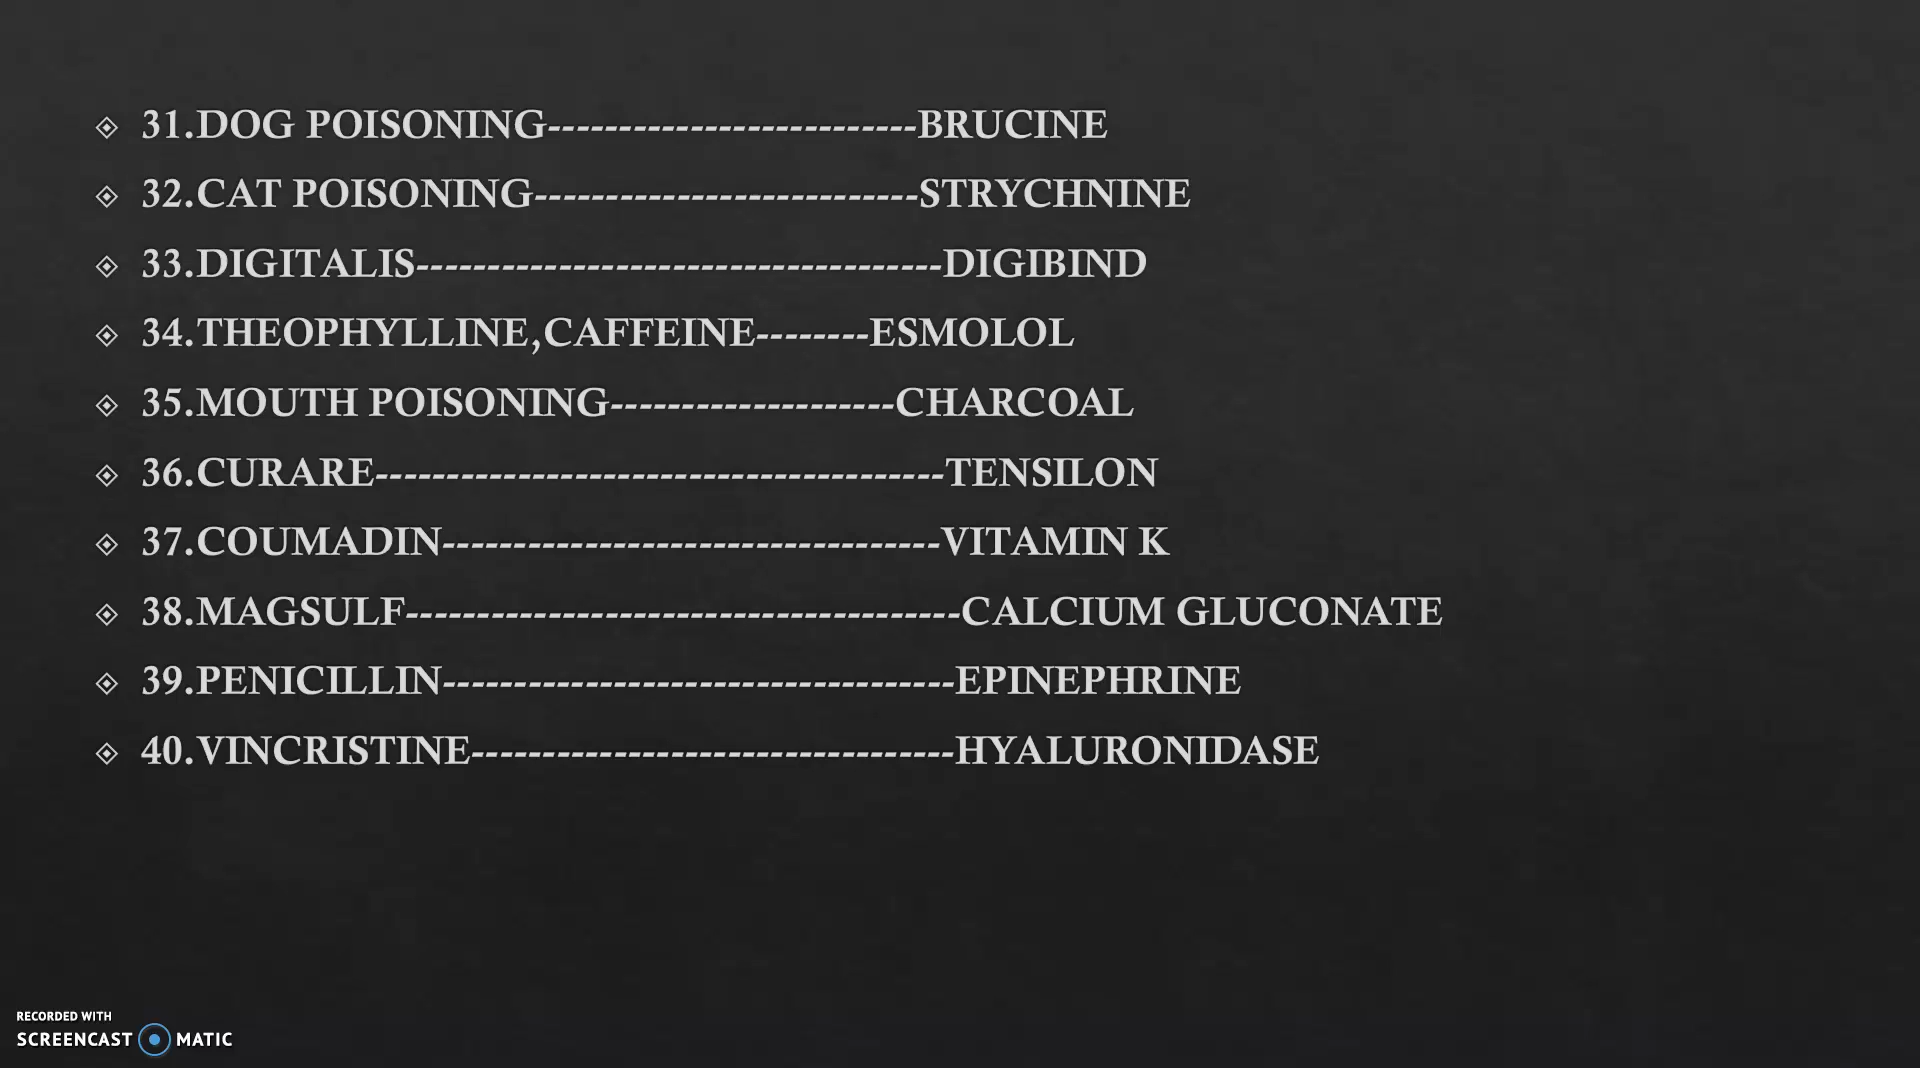 31.DOG POISONING--------------------------BRUCINE
32.CAT POISONING---------------------------STRYCHNINE
33.DIGITALIS-------------------------------------DIGIBIND
34.THEOPHYLLINE,CAFFEINE--------ESMOLOL
35.MOUTH POISONING--------------------CHARCOAL
36.CURARE----------------------------------------TENSILON
37.COUMADIN-----------------------------------VITAMIN K
38.MAGSULF---------------------------------------CALCIUM GLUCONATE
39.PENICILLIN------------------------------------EPINEPHRINE
40.VINCRISTINE----------------------------------HYALURONIDASE
RECORDED WITH
SCREENCAST MATIC